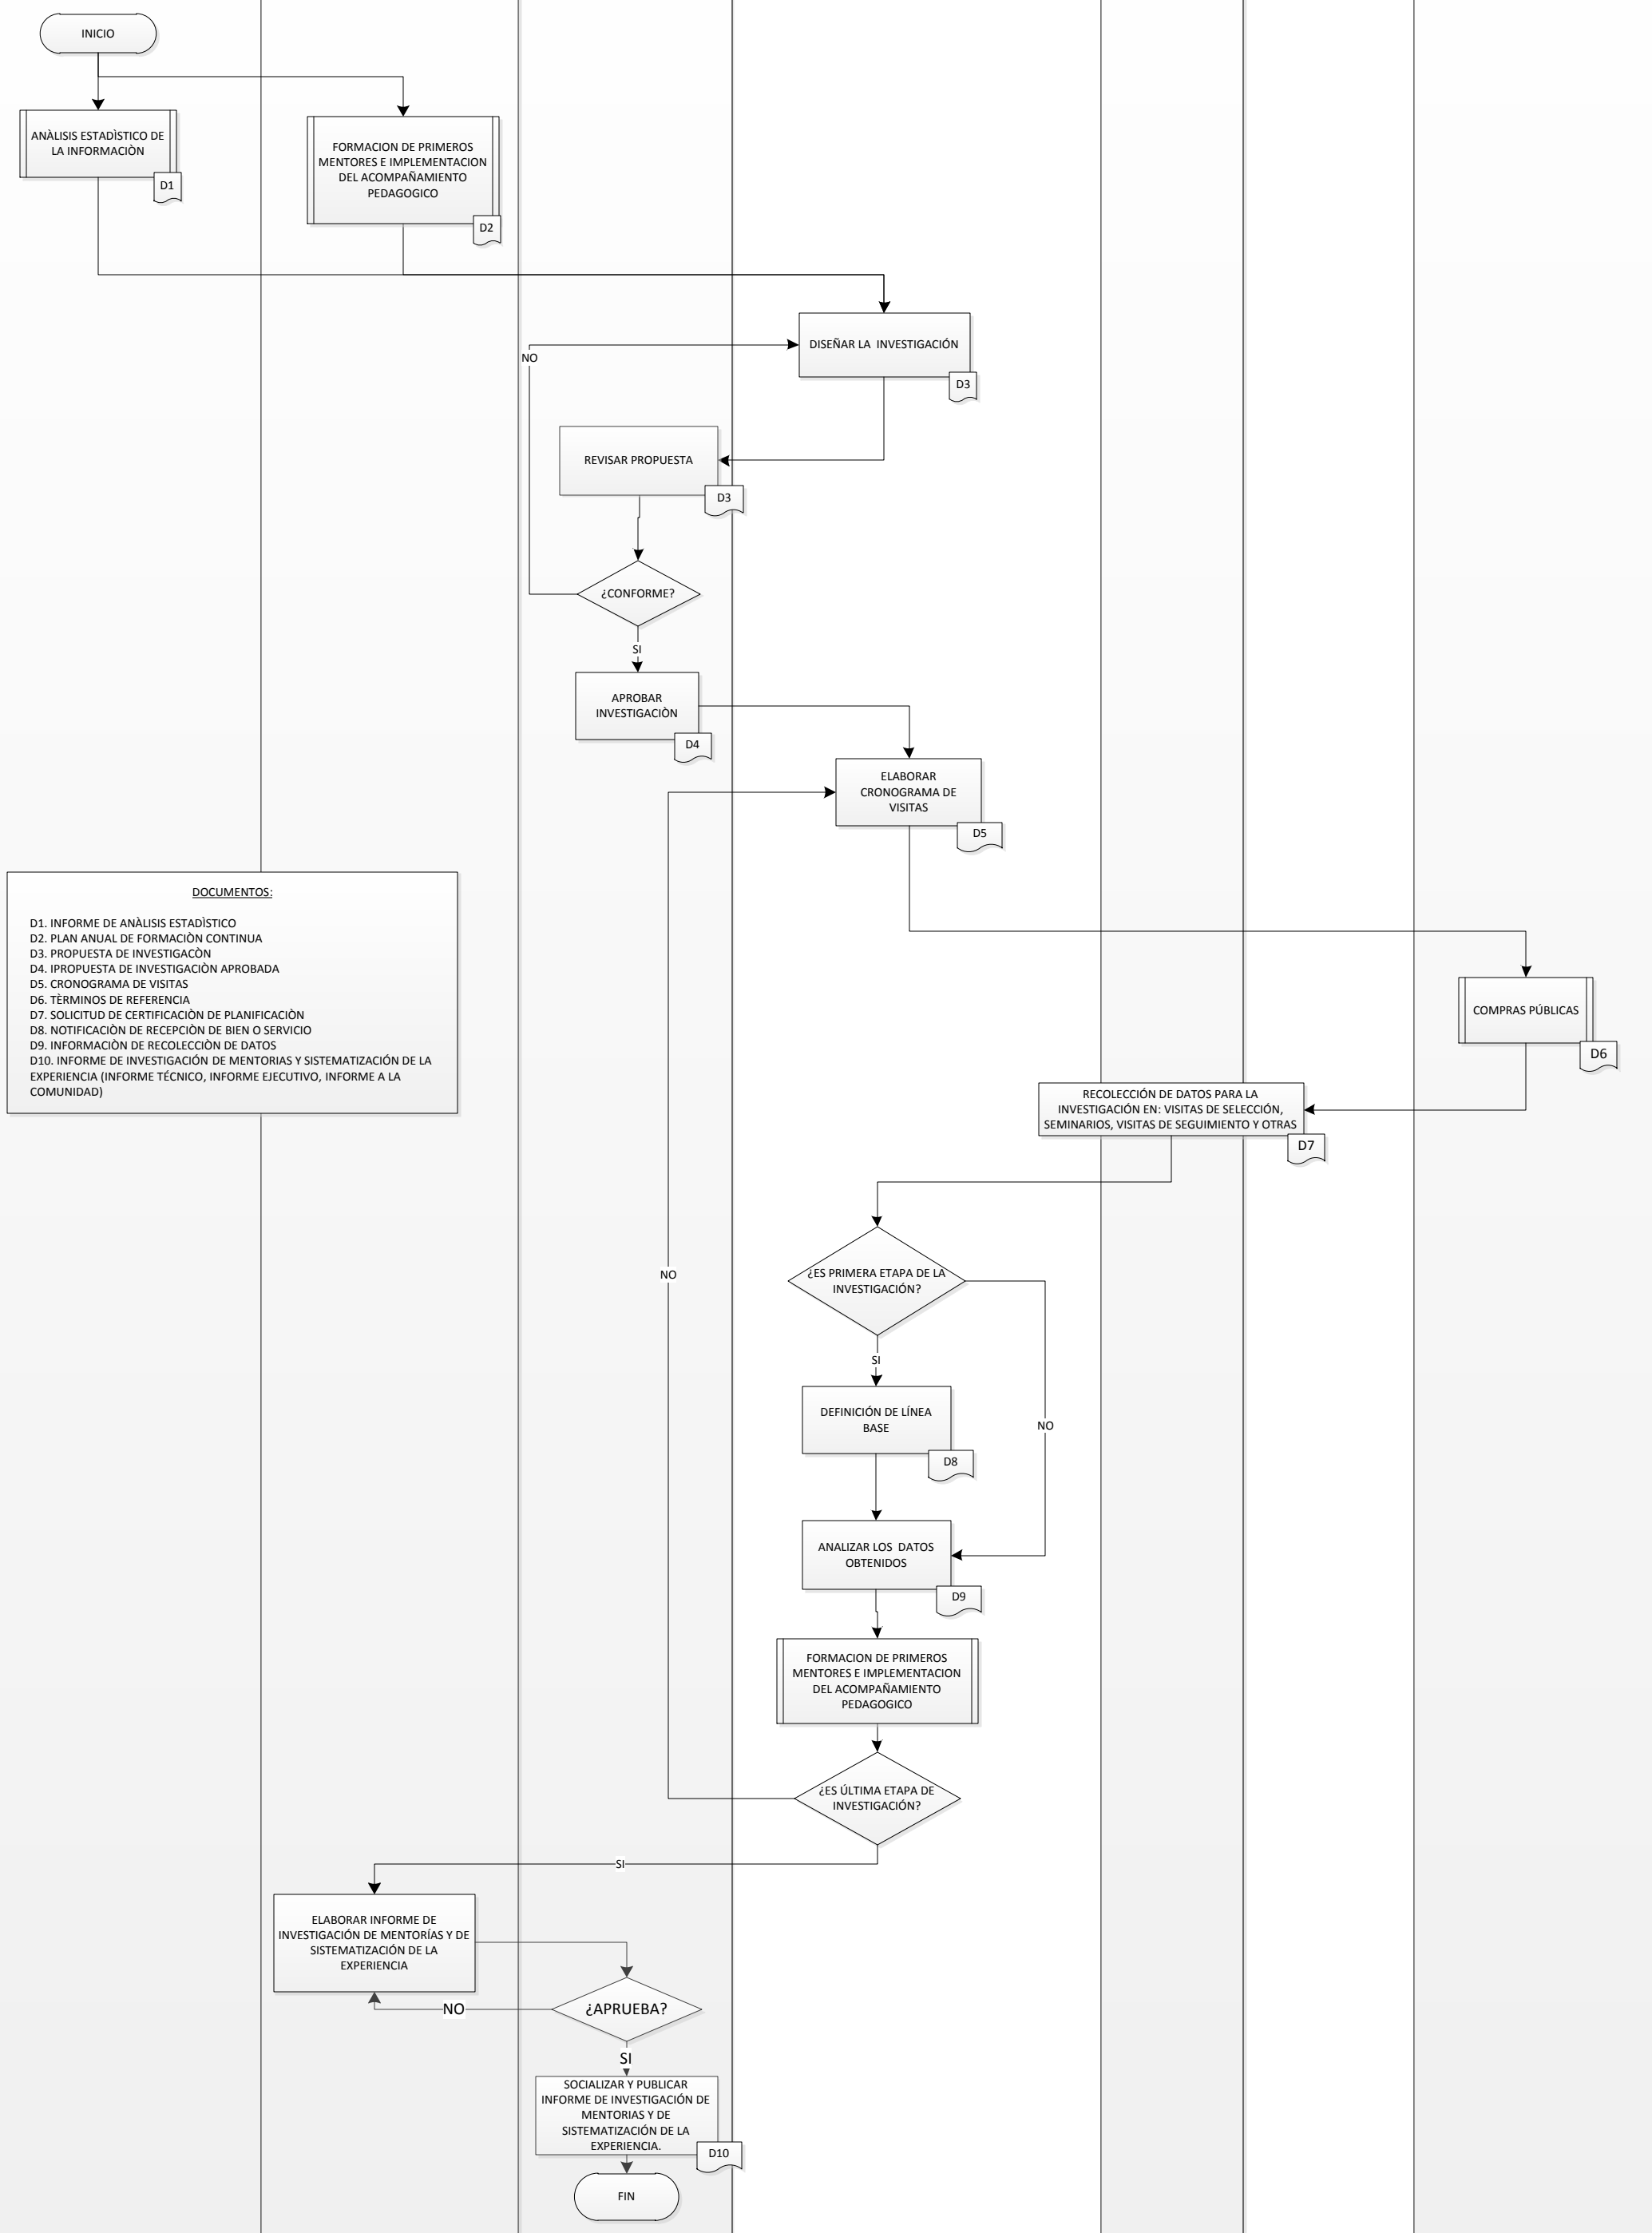 INICIO
ANÀLISIS ESTADÌSTICO DE
LA INFORMACIÒN
D1
FORMACION DE PRIMEROS
MENTORES E IMPLEMENTACION
DEL ACOMPAÑAMIENTO
PEDAGOGICO
D2
DISEÑAR LA INVESTIGACIÓN
D3
NO
REVISAR PROPUESTA
D3
¿CONFORME?
SI
APROBAR
INVESTIGACIÒN
D4
ELABORAR
CRONOGRAMA DE
VISITAS
D5
DOCUMENTOS:
D1. INFORME DE ANÀLISIS ESTADÌSTICO
D2. PLAN ANUAL DE FORMACIÒN CONTINUA
D3. PROPUESTA DE INVESTIGACÒN
D4. IPROPUESTA DE INVESTIGACIÒN APROBADA
D5. CRONOGRAMA DE VISITAS
D6. TÈRMINOS DE REFERENCIA
D7. SOLICITUD DE CERTIFICACIÒN DE PLANIFICACIÒN
D8. NOTIFICACIÒN DE RECEPCIÒN DE BIEN O SERVICIO
D9. INFORMACIÒN DE RECOLECCIÒN DE DATOS
D10. INFORME DE INVESTIGACIÓN DE MENTORIAS Y SISTEMATIZACIÓN DE LA
EXPERIENCIA (INFORME TÉCNICO, INFORME EJECUTIVO, INFORME A LA
COMUNIDAD)
COMPRAS PÚBLICAS
D6
RECOLECCIÓN DE DATOS PARA LA
INVESTIGACIÓN EN: VISITAS DE SELECCIÓN,
SEMINARIOS, VISITAS DE SEGUIMIENTO Y OTRAS
D7
¿ES PRIMERA ETAPA DE LA
INVESTIGACIÓN?
NO
SI
DEFINICIÓN DE LÍNEA
BASE
D8
NO
ANALIZAR LOS DATOS
OBTENIDOS
D9
FORMACION DE PRIMEROS
MENTORES E IMPLEMENTACION
DEL ACOMPAÑAMIENTO
PEDAGOGICO
¿ES ÚLTIMA ETAPA DE
INVESTIGACIÓN?
SI
ELABORAR INFORME DE
INVESTIGACIÓN DE MENTORÍAS Y DE
SISTEMATIZACIÓN DE LA
EXPERIENCIA
NO
¿APRUEBA?
SI
SOCIALIZAR Y PUBLICAR
INFORME DE INVESTIGACIÓN DE
MENTORIAS Y DE
SISTEMATIZACIÓN DE LA
EXPERIENCIA.
D10
FIN